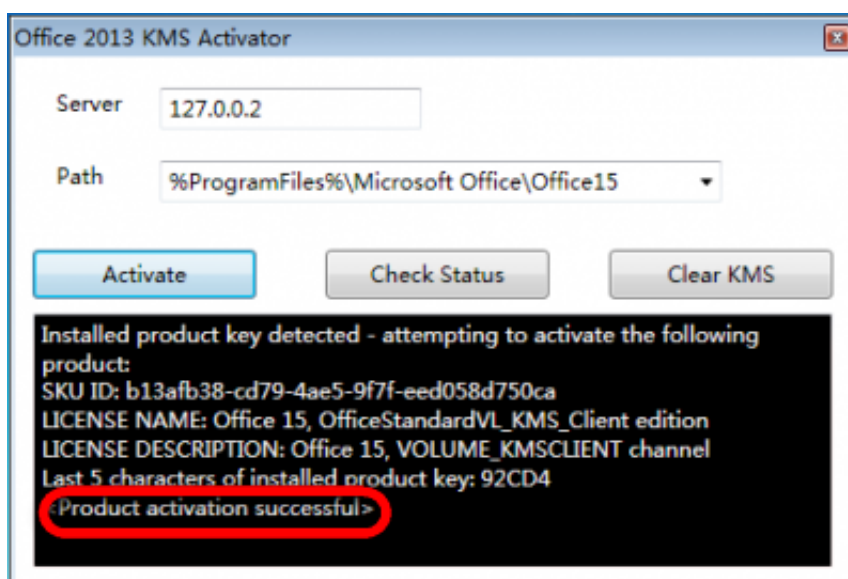 Office 2013 KMS Activator
Server 127.0.0.2
Path %ProgramFiles%\Microsoft Office\Office15
Activate Check Status Clear KMS
Installed product key detected - attempting to activate the following
product:
SKU ID: b13afb38-cd79-4ae5-9f7f-eed058d750ca
LICENSE NAME: Office 15, OfficeStandardVL_KMS_Client edition
LICENSE DESCRIPTION: Office 15, VOLUME_KMSCLIENT channel
Last 5 characters of installed product key: 92CD4
<Product activation successful>